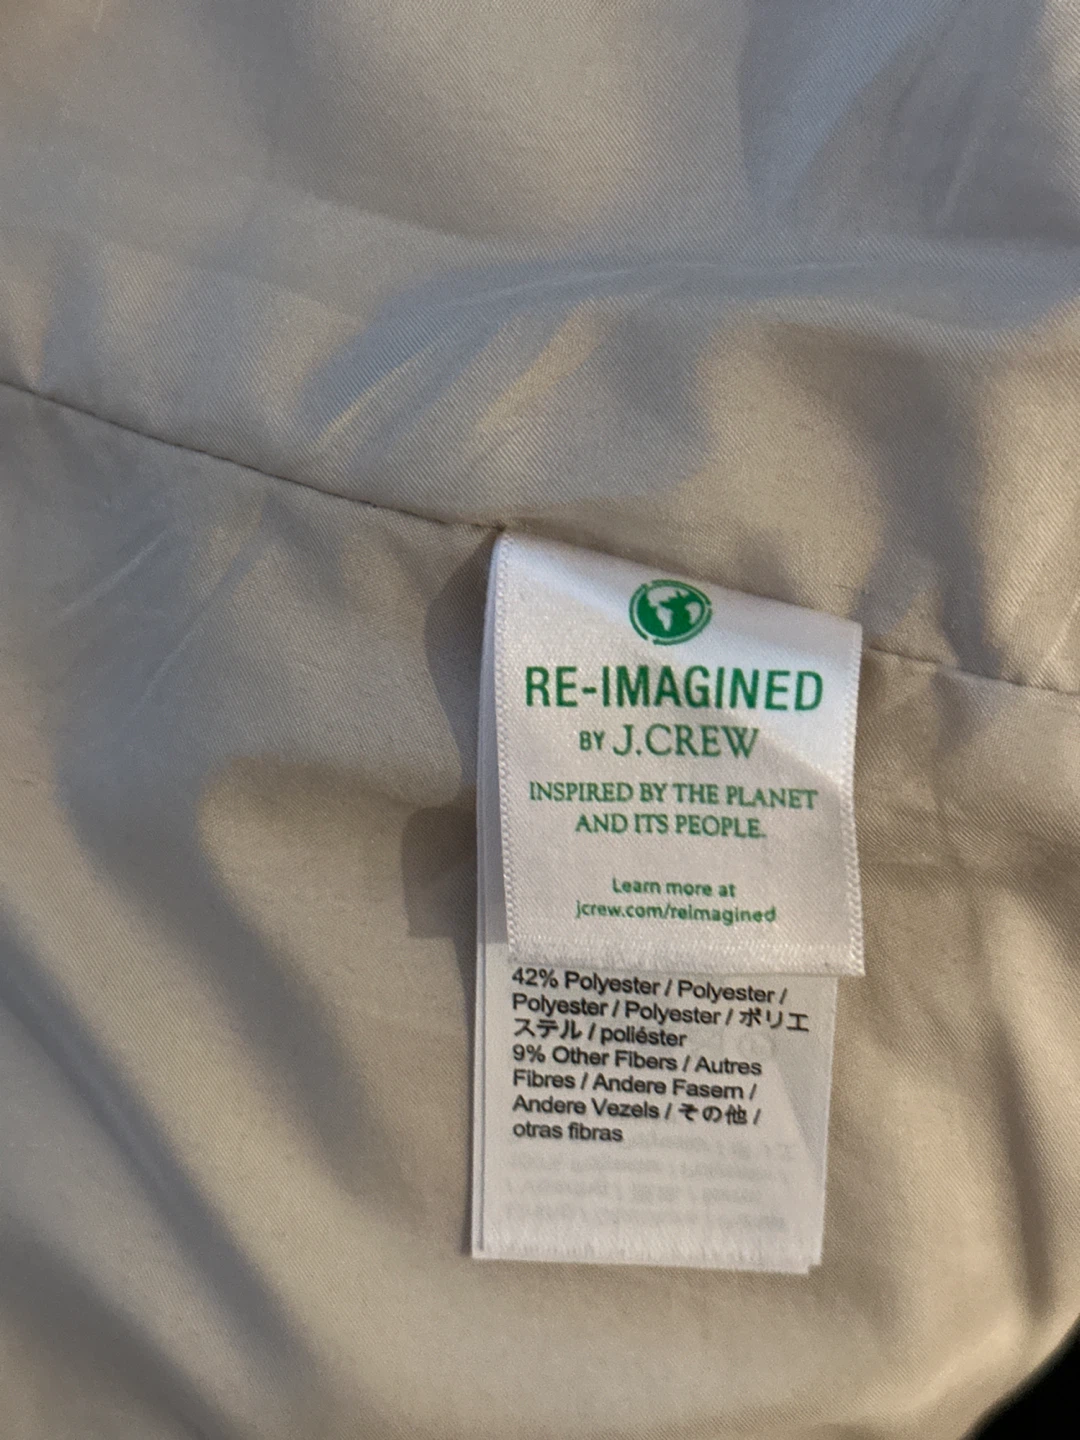 RE-IMAGINED
BY J.CREW
INSPIRED BY THE PLANET
AND ITS PEOPLE.
Learn more at
jcrew.com/reimagined
42% Polyester / Polyester /
Polyester / Polyester / ポリエ
ステル / poliéster
9% Other Fibers / Autres
Fibres / Andere Fasern /
Andere Vezels / その他 /
otras fibras